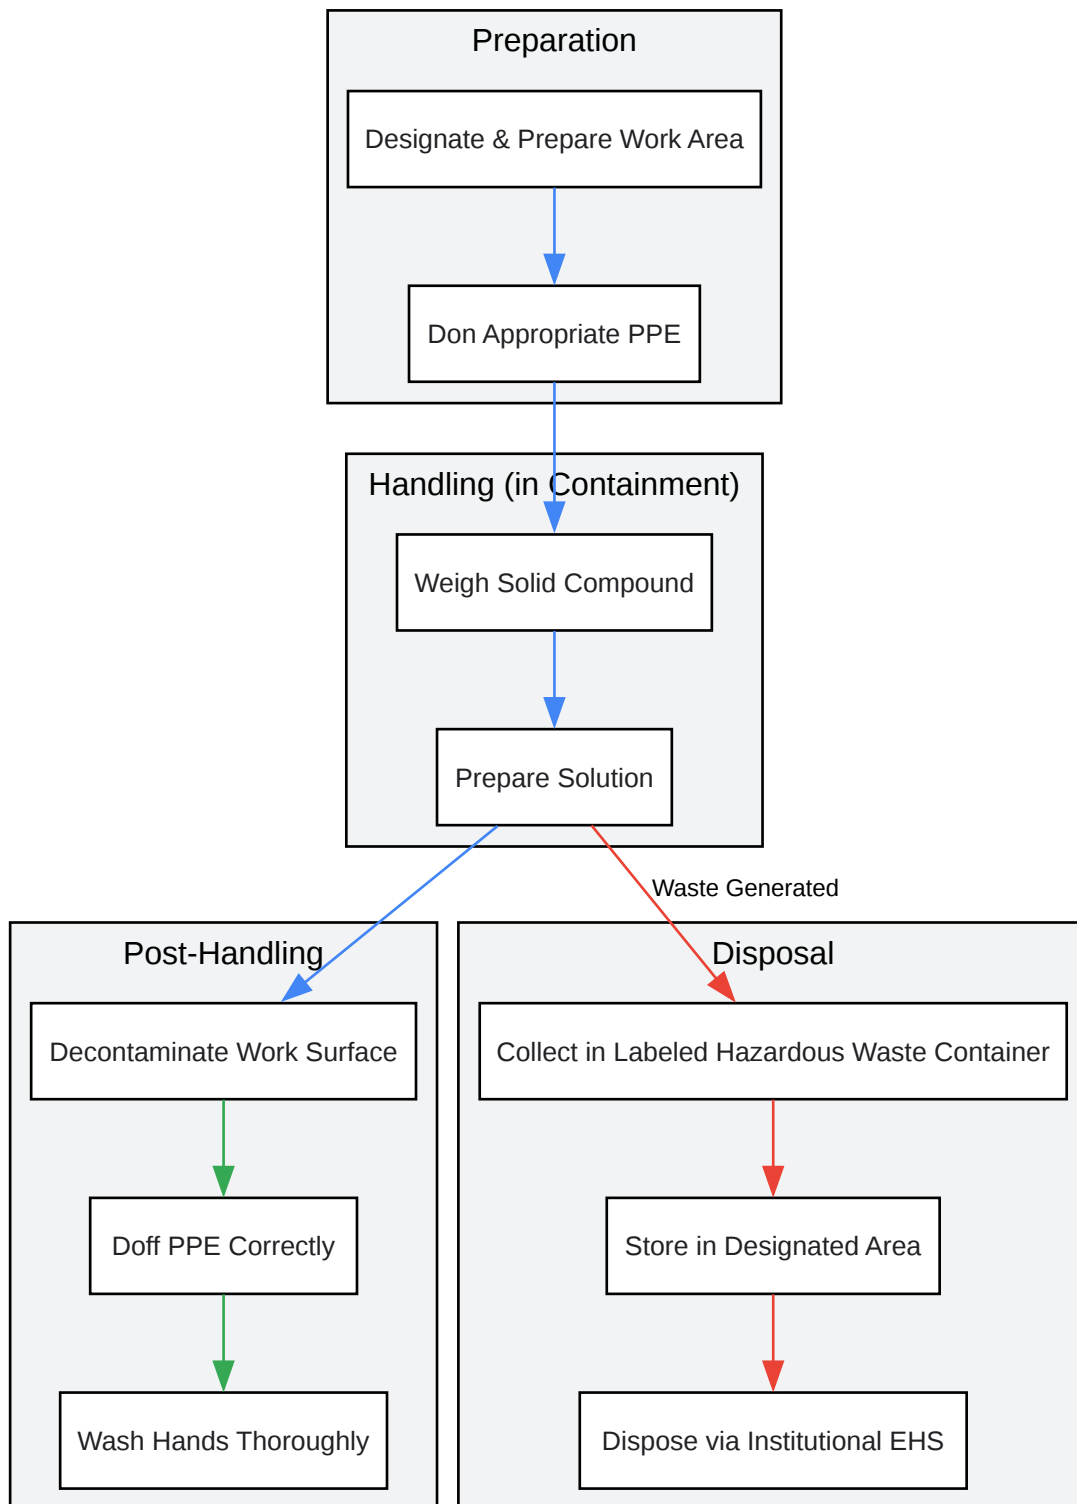 Preparation
Designate & Prepare Work Area
Don Appropriate PPE
Handling (in Containment)
Weigh Solid Compound
Prepare Solution
Waste Generated
Post-Handling
Decontaminate Work Surface
Doff PPE Correctly
Wash Hands Thoroughly
Disposal
Collect in Labeled Hazardous Waste Container
Store in Designated Area
Dispose via Institutional EHS